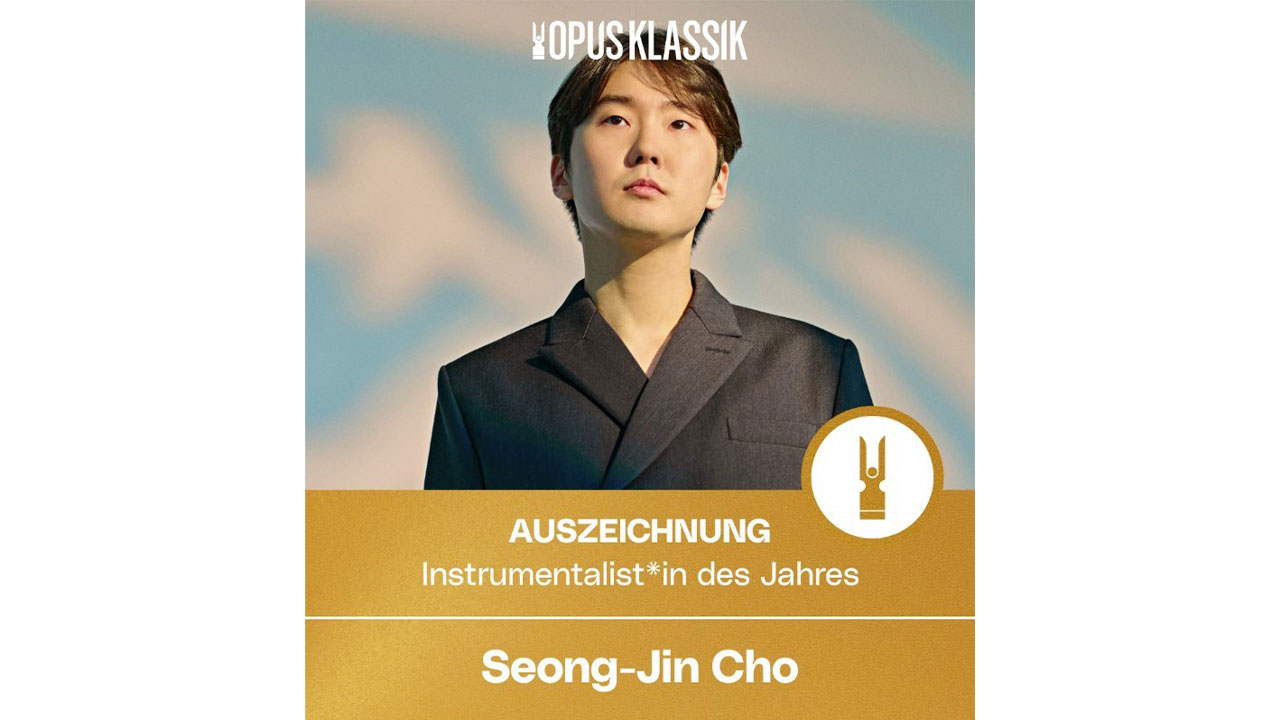 OPUS KLASSIK
AUSZEICHNUNG
Instrumentalist*in des Jahres
Seong-Jin Cho